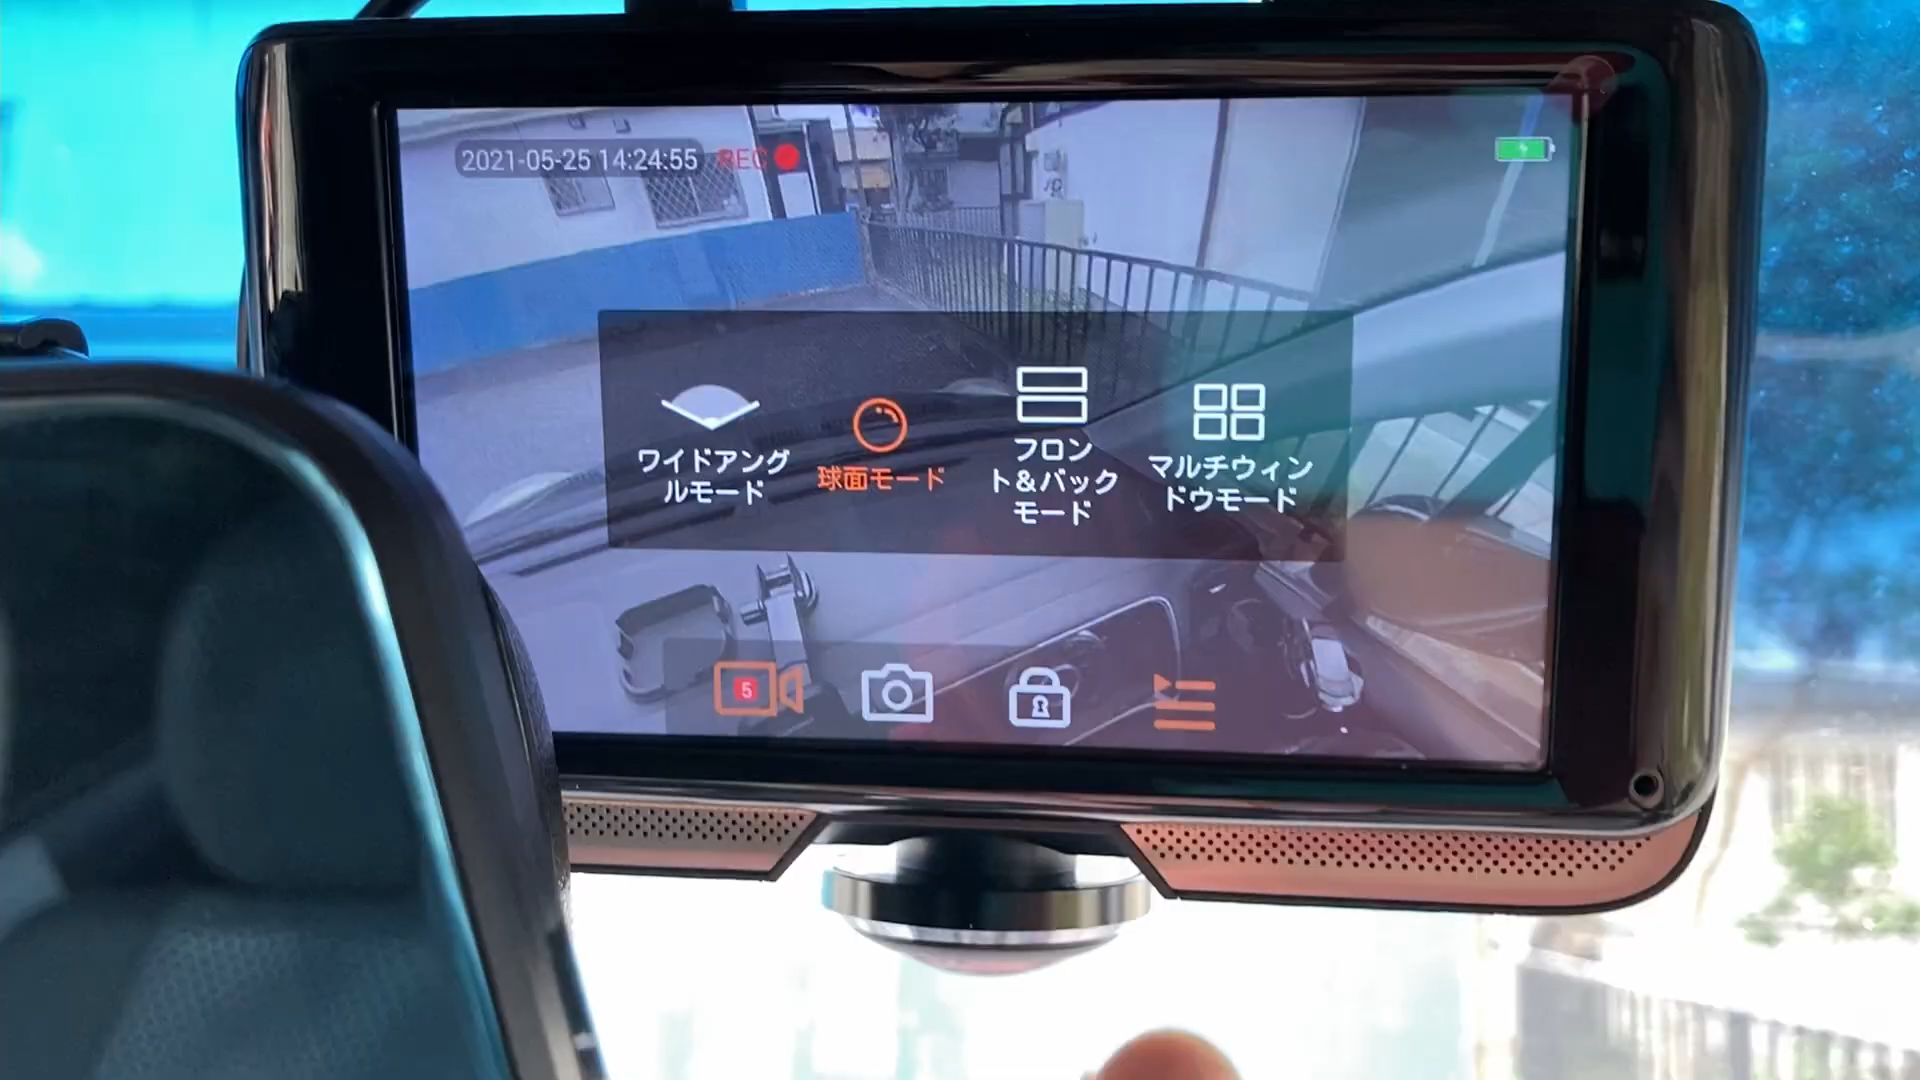 2021-05-25 14:24:55 REC
ワイドアング
ルモード
球面モード
フロン
ト&バック
モード
マルチウィン
ドウモード
5